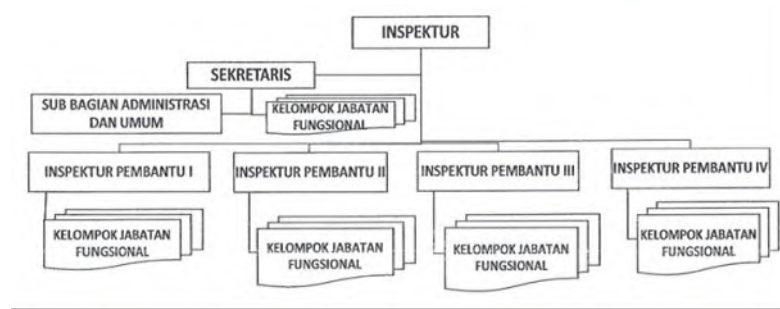 INSPEKTUR
SEKRETARIS
SUB BAGIAN ADMINISTRASI
DAN UMUM
KELOMPOK JABATAN
FUNGSIONAL
INSPEKTUR PEMBANTU I
INSPEKTUR PEMBANTU II
INSPEKTUR PEMBANTU III
INSPEKTUR PEMBANTU IV
KELOMPOK JABATAN
FUNGSIONAL
KELOMPOK JABATAN
FUNGSIONAL
KELOMPOK JABATAN
FUNGSIONAL
KELOMPOK JABATAN
FUNGSIONAL